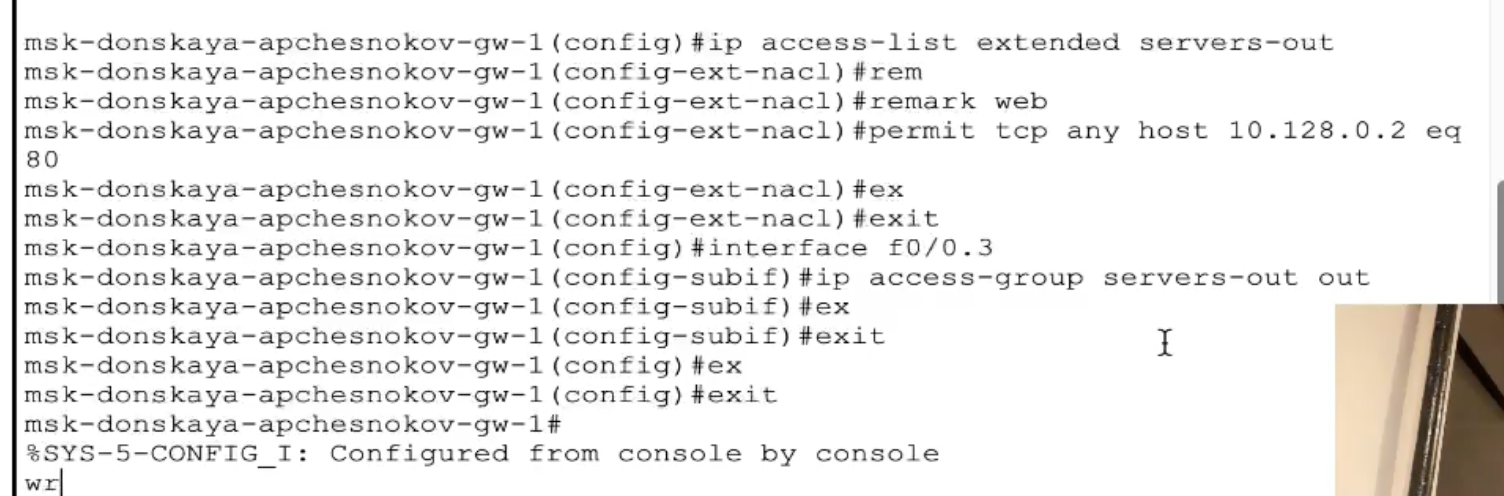 msk-donskaya-apchesnokov-gw-1(config)#ip access-list extended servers-out
msk-donskaya-apchesnokov-gw-1(config-ext-nacl)#rem
msk-donskaya-apchesnokov-gw-1(config-ext-nacl)#remark web
msk-donskaya-apchesnokov-gw-1(config-ext-nacl)#permit tcp any host 10.128.0.2 eq
80
msk-donskaya-apchesnokov-gw-1(config-ext-nacl)#ex
msk-donskaya-apchesnokov-gw-1(config-ext-nacl)#exit
msk-donskaya-apchesnokov-gw-1(config)#interface f0/0.3
msk-donskaya-apchesnokov-gw-1(config-subif)#ip access-group servers-out out
msk-donskaya-apchesnokov-gw-1(config-subif)#ex
msk-donskaya-apchesnokov-gw-1(config-subif)#exit
msk-donskaya-apchesnokov-gw-1(config)#ex
msk-donskaya-apchesnokov-gw-1(config)#exit
msk-donskaya-apchesnokov-gw-1#
%SYS-5-CONFIG_I: Configured from console by console
wr